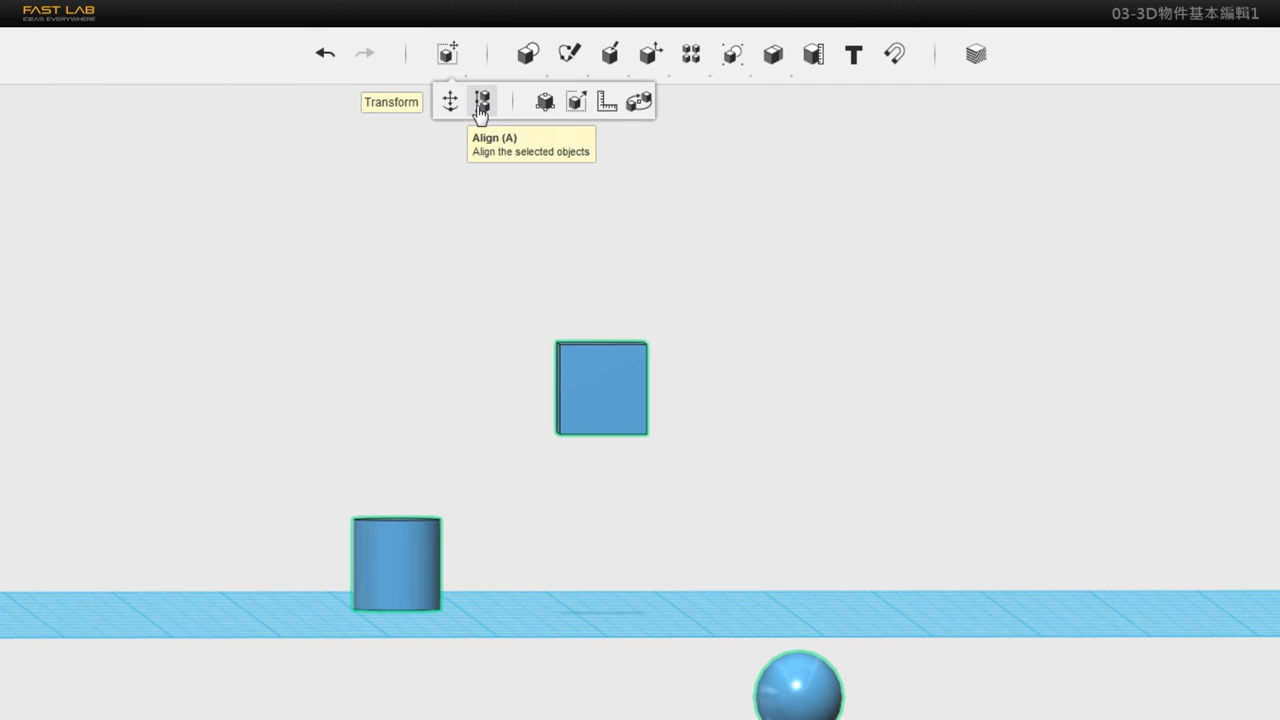 FAST LAB
IDEAS EVERYWHERE
03-3D物件基本編輯1
Transform
Align (A)
Align the selected objects